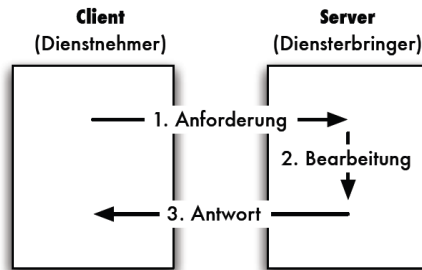 Client
(Dienstnehmer)
Server
(Diensterbringer)
1. Anforderung
2. Bearbeitung
3. Antwort